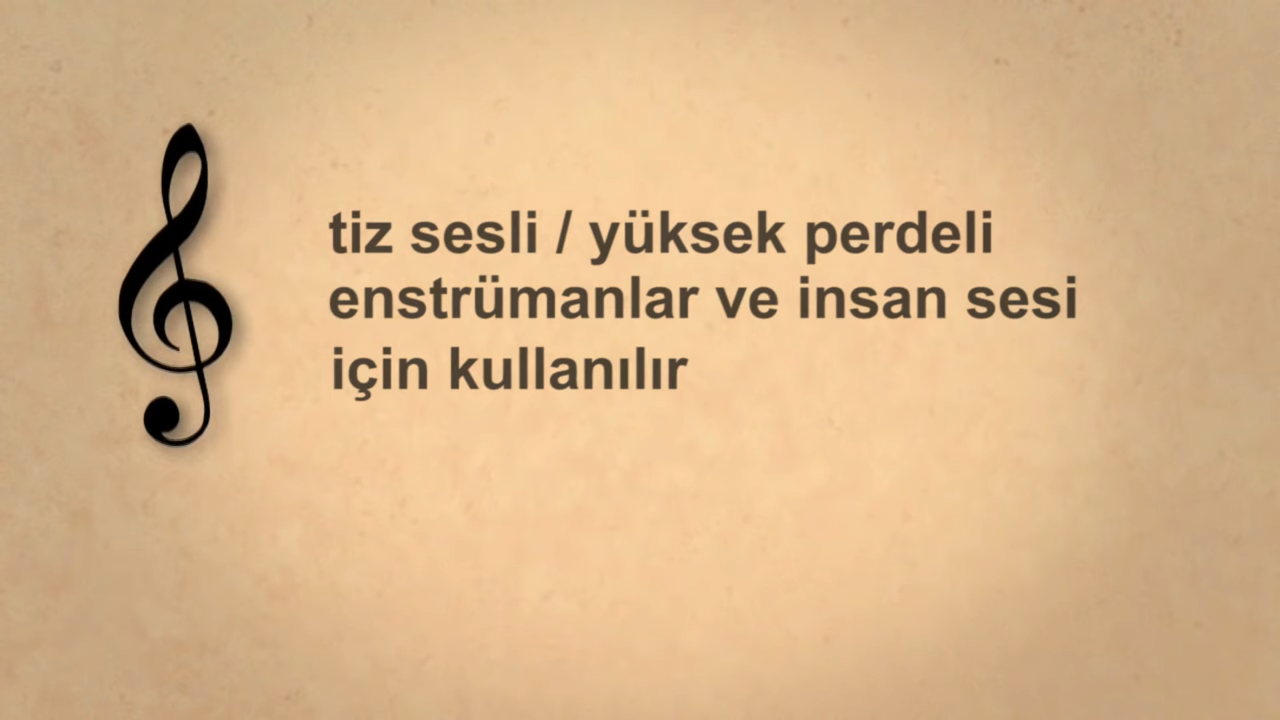 tiz sesli / yüksek perdeli
enstrümanlar ve insan sesi
için kullanılır